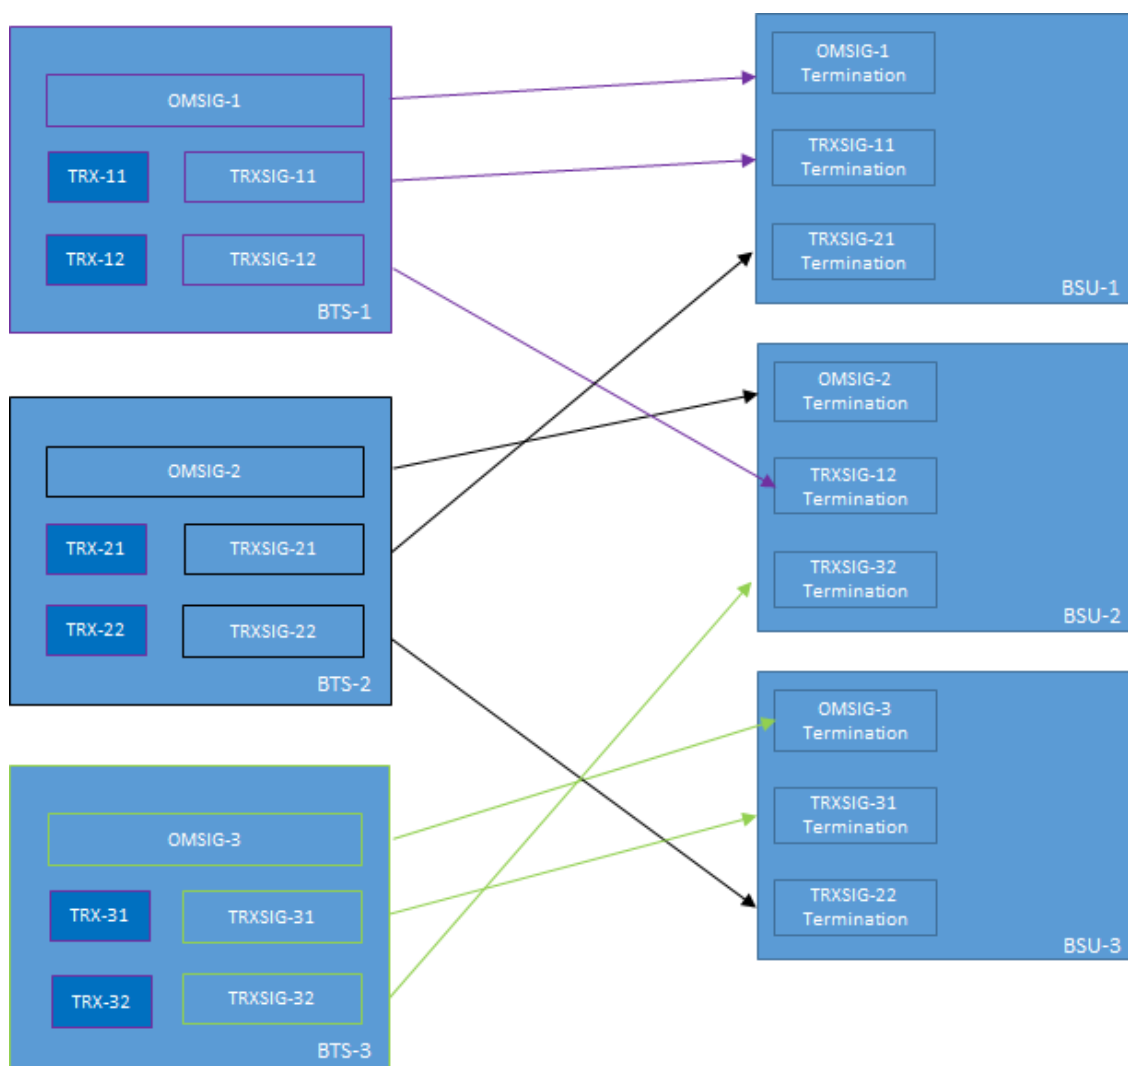 OMSIG-1
TRX-11
TRXSIG-11
TRX-12
TRXSIG-12
BTS-1
OMSIG-2
TRX-21
TRXSIG-21
TRX-22
TRXSIG-22
BTS-2
OMSIG-3
TRX-31
TRXSIG-31
TRX-32
TRXSIG-32
BTS-3
OMSIG-1
Termination
TRXSIG-11
Termination
TRXSIG-21
Termination
BSU-1
OMSIG-2
Termination
TRXSIG-12
Termination
TRXSIG-32
Termination
BSU-2
OMSIG-3
Termination
TRXSIG-31
Termination
TRXSIG-22
Termination
BSU-3